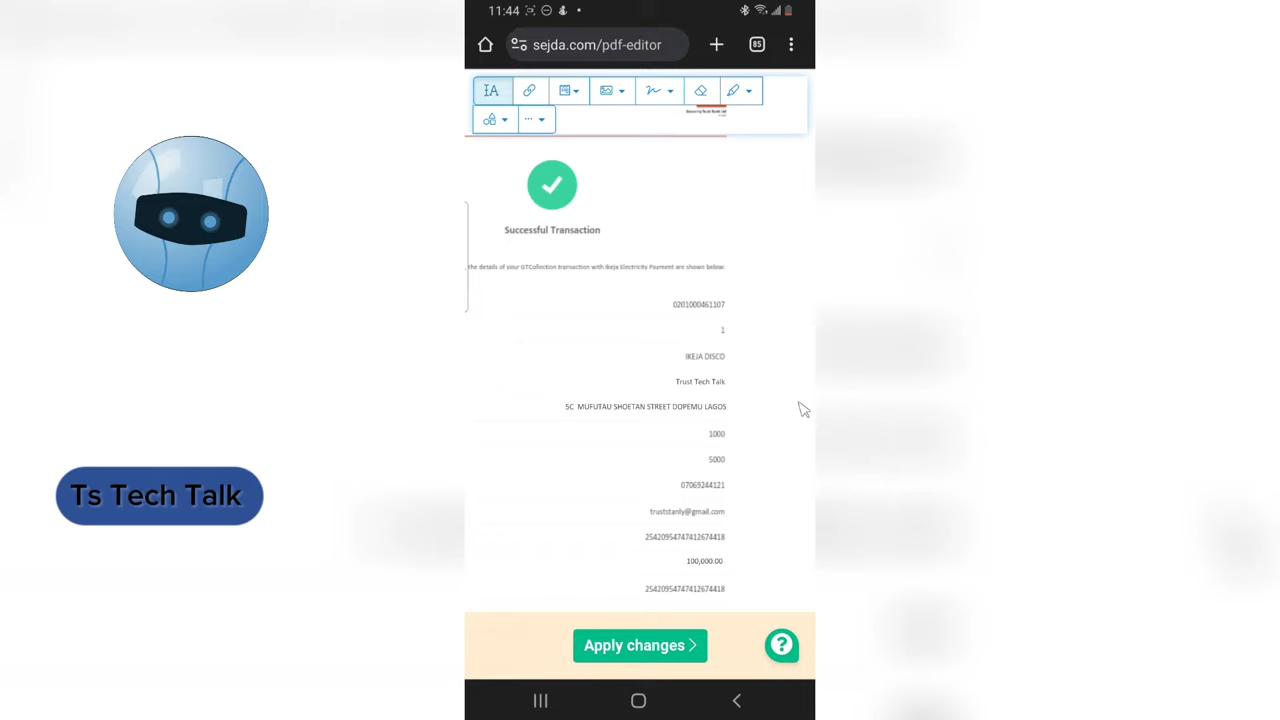 11:44
sejda.com/pdf-editor
85
Successful Transaction
, the details of your GTCollection transaction with Ikeja Electricity Payment are shown below:
0201000461107
1
IKEJA DISCO
Trust Tech Talk
5C MUFUTAU SHOETAN STREET DOPEMU LAGOS
1000
5000
07069244121
truststanly@gmail.com
25420954747412674418
100,000.00
25420954747412674418
Apply changes
Ts Tech Talk